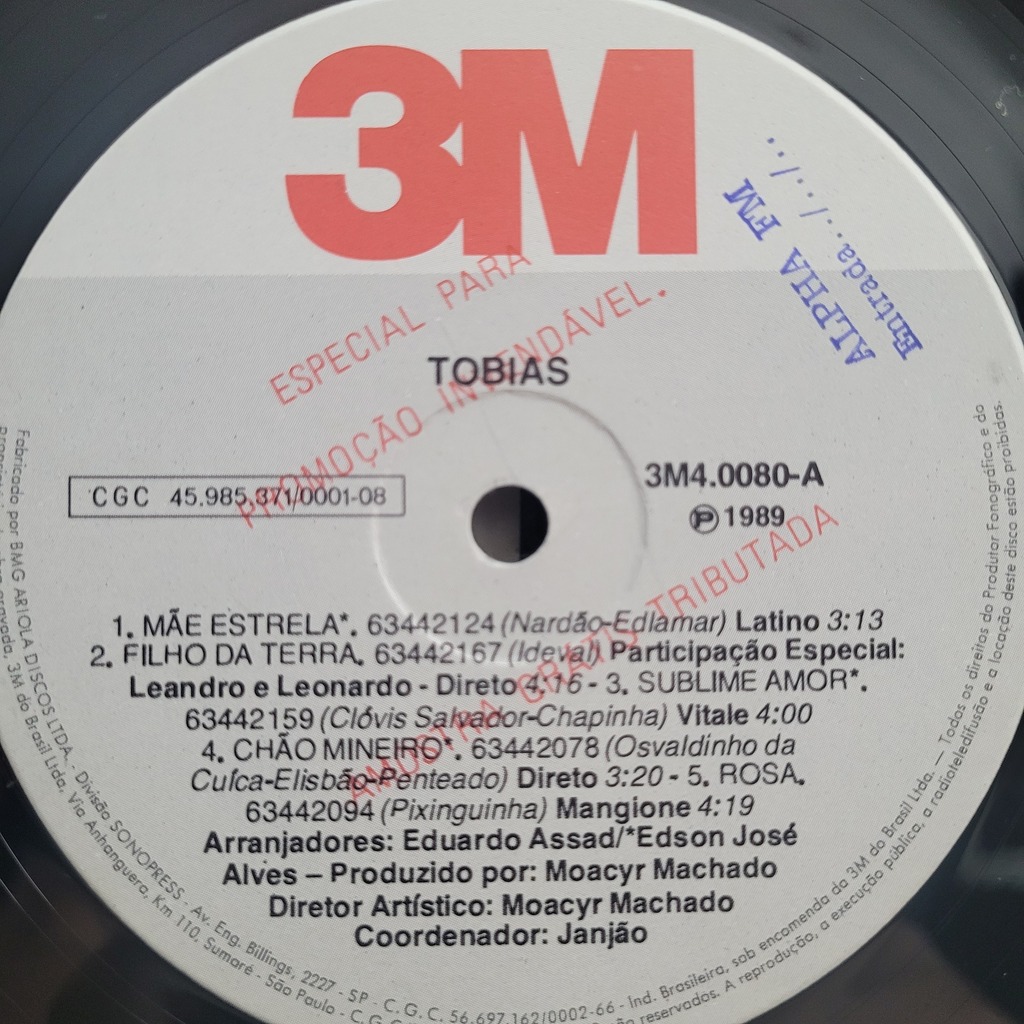 3M
ALPHA FM
Entrada../../..
ESPECIAL PARA
PROMOÇÃO INVENDÁVEL.
AMOSTRA GRÁTIS TRIBUTADA
TOBIAS
CGC 45.985.371/0001-08
3M4.0080-A
Ⓟ 1989
1. MÃE ESTRELA*. 63442124 (Nardão-Edlamar) Latino 3:13
2. FILHO DA TERRA. 63442167 (Ideval) Participação Especial:
Leandro e Leonardo - Direto 4:16 - 3. SUBLIME AMOR*.
63442159 (Clóvis Salvador-Chapinha) Vitale 4:00
4. CHÃO MINEIRO*. 63442078 (Osvaldinho da
Cuíca-Elisbão-Penteado) Direto 3:20 - 5. ROSA.
63442094 (Pixinguinha) Mangione 4:19
Arranjadores: Eduardo Assad/*Edson José
Alves – Produzido por: Moacyr Machado
Diretor Artístico: Moacyr Machado
Coordenador: Janjão
Fabricado por BMG ARIOLA DISCOS LTDA. - Divisão SONOPRESS - Av. Eng. Billings, 2227 - SP - C.G.C. 56.697.162/0002-66 - Ind. Brasileira, sob encomenda da 3M do Brasil Ltda. — Todos os direitos do Produtor Fonográfico e do
gravada, 3M do Brasil Ltda, Via Anhanguera, Km 110, Sumaré - São Paulo - C.G. reservados. A reprodução, a execução pública, a radioteledifusão e a locação deste disco estão proibidas.